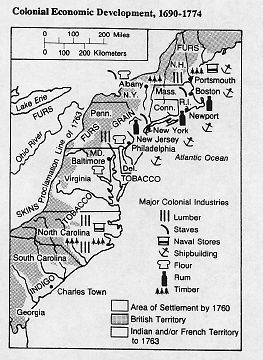 Colonial Economic Development, 1690-1774
0 100 200 Miles
0 100 200 Kilometers
FURS
N.H.
Albany
N.Y.
Portsmouth
Mass.
Boston
Lake Erie
FURS
R.I.
Conn.
Newport
Penn.
GRAIN
New York
Ohio River
FURS
New Jersey
Philadelphia
Proclamation Line of 1763
MD.
Baltimore
Atlantic Ocean
Del.
TOBACCO
SKINS
Virginia
TOBACCO
Major Colonial Industries
Lumber
Staves
North Carolina
Naval Stores
Shipbuilding
South Carolina
Flour
Rum
INDIGO
Timber
Charles Town
Georgia
Area of Settlement by 1760
British Territory
Indian and/or French Territory
to 1763